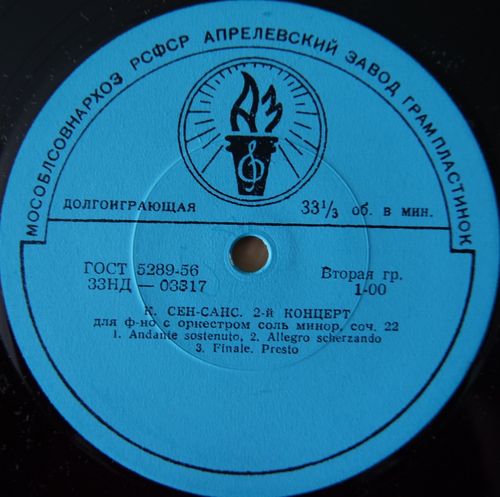 МОСОБЛСОВНАРХОЗ РСФСР АПРЕЛЕВСКИЙ ЗАВОД ГРАМПЛАСТИНОК
АЗ
ДОЛГОИГРАЮЩАЯ 33⅓ об. в мин.
ГОСТ 5289-56 Вторая гр.
33НД — 03317 1-00
К. СЕН-САНС. 2-й КОНЦЕРТ
для ф-но с оркестром соль минор, соч. 22
1. Andante sostenuto, 2. Allegro scherzando
3. Finale. Presto